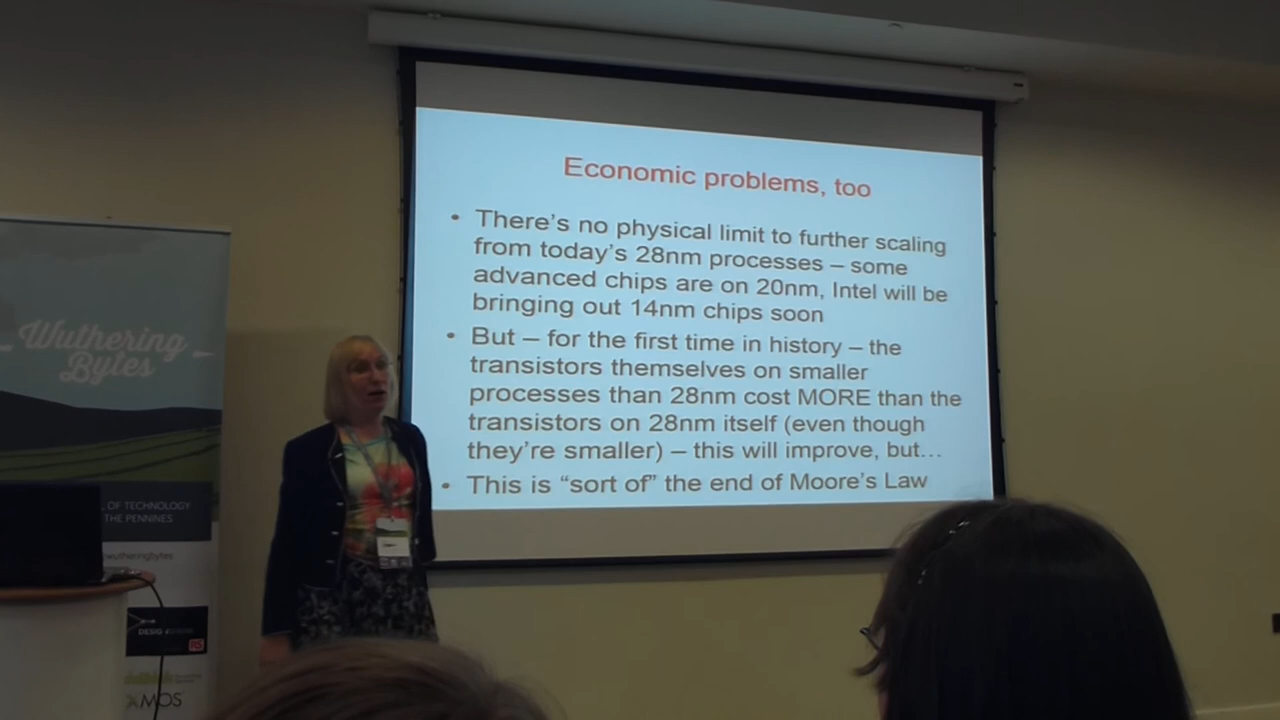 Economic problems, too
• There's no physical limit to further scaling
from today's 28nm processes – some
advanced chips are on 20nm, Intel will be
bringing out 14nm chips soon
• But – for the first time in history – the
transistors themselves on smaller
processes than 28nm cost MORE than the
transistors on 28nm itself (even though
they're smaller) – this will improve, but…
• This is “sort of” the end of Moore's Law
Wuthering
Bytes
OF TECHNOLOGY
THE PENNINES
wutheringbytes
DESIG
RS
XMOS